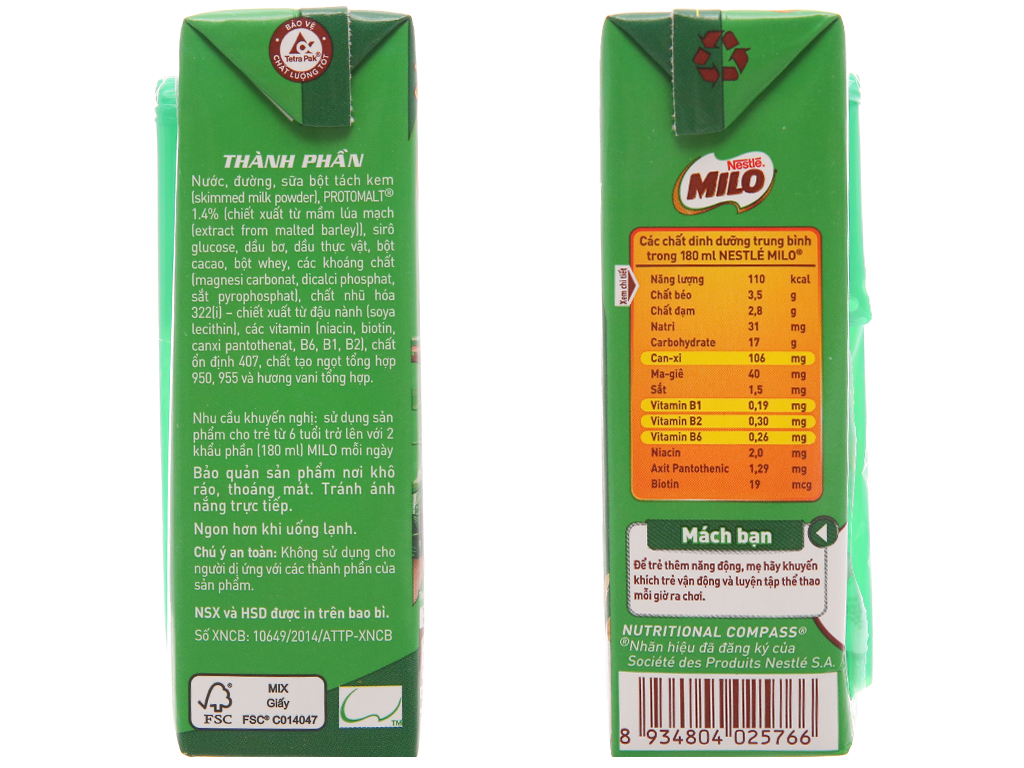 BẢO VỆ
Tetra Pak®
CHẤT LƯỢNG TỐT
THÀNH PHẦN
Nước, đường, sữa bột tách kem
(skimmed milk powder), PROTOMALT®
1.4% (chiết xuất từ mầm lúa mạch
(extract from malted barley)), sirô
glucose, dầu bơ, dầu thực vật, bột
cacao, bột whey, các khoáng chất
(magnesi carbonat, dicalci phosphat,
sắt pyrophosphat), chất nhũ hóa
322(i) – chiết xuất từ đậu nành (soya
lecithin), các vitamin (niacin, biotin,
canxi pantothenat, B6, B1, B2), chất
ổn định 407, chất tạo ngọt tổng hợp
950, 955 và hương vani tổng hợp.
Nhu cầu khuyến nghị: sử dụng sản
phẩm cho trẻ từ 6 tuổi trở lên với 2
khẩu phần (180 ml) MILO mỗi ngày
Bảo quản sản phẩm nơi khô
ráo, thoáng mát. Tránh ánh
nắng trực tiếp.
Ngon hơn khi uống lạnh.
Chú ý an toàn: Không sử dụng cho
người dị ứng với các thành phần của
sản phẩm.
NSX và HSD được in trên bao bì.
Số XNCB: 10649/2014/ATTP-XNCB
FSC
MIX
Giấy
FSC® C014047
TM
Nestlé®
MILO
Các chất dinh dưỡng trung bình
trong 180 ml NESTLÉ MILO®
Xem chi tiết
Năng lượng 110 kcal
Chất béo 3,5 g
Chất đạm 2,8 g
Natri 31 mg
Carbohydrate 17 g
Can-xi 106 mg
Ma-giê 40 mg
Sắt 1,5 mg
Vitamin B1 0,19 mg
Vitamin B2 0,30 mg
Vitamin B6 0,26 mg
Niacin 2,0 mg
Axit Pantothenic 1,29 mg
Biotin 19 mcg
Mách bạn
Để trẻ thêm năng động, mẹ hãy khuyến
khích trẻ vận động và luyện tập thể thao
mỗi giờ ra chơi.
NUTRITIONAL COMPASS®
®Nhãn hiệu đã đăng ký của
Société des Produits Nestlé S.A.
8 934804 025766